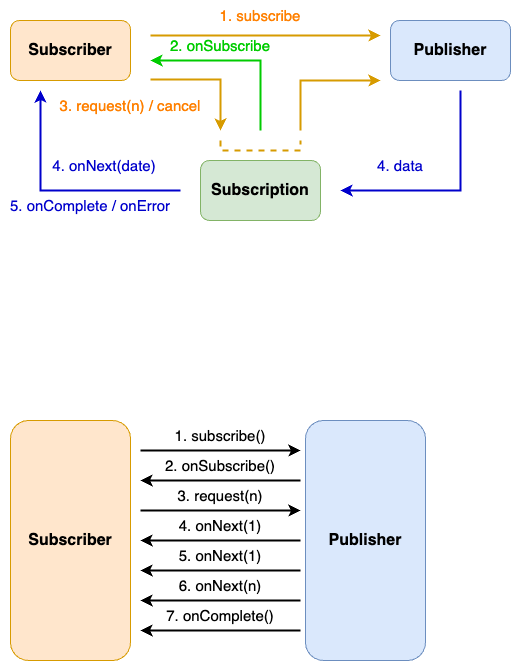 1. subscribe
Subscriber
2. onSubscribe
Publisher
3. request(n) / cancel
4. onNext(date)
4. data
Subscription
5. onComplete / onError
1. subscribe()
2. onSubscribe()
3. request(n)
4. onNext(1)
Subscriber
Publisher
5. onNext(1)
6. onNext(n)
7. onComplete()